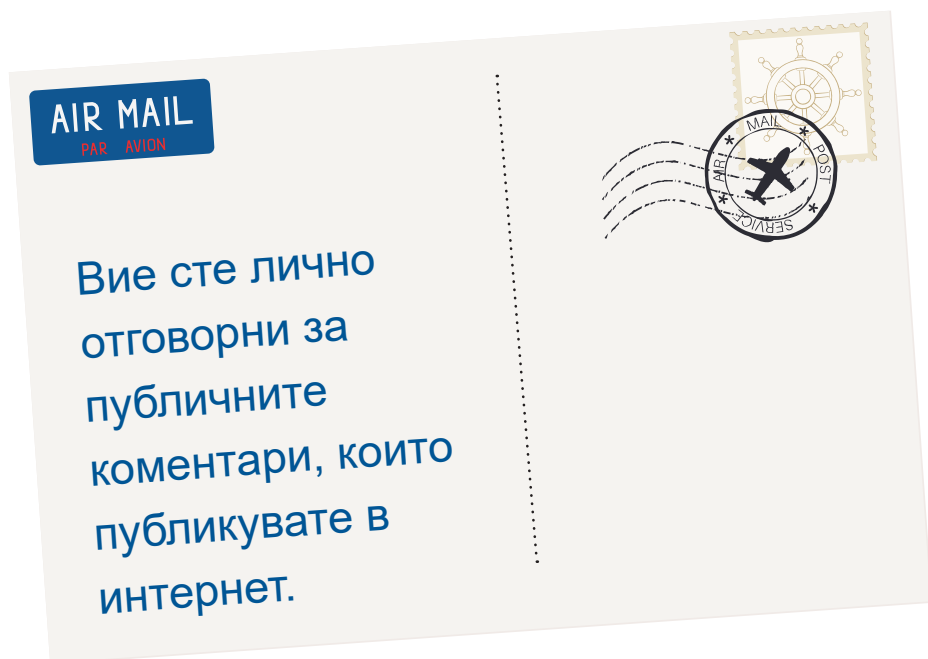 AIR MAIL
PAR AVION
AIR MAIL POST SERVICE
Вие сте лично
отговорни за
публичните
коментари, които
публикувате в
интернет.